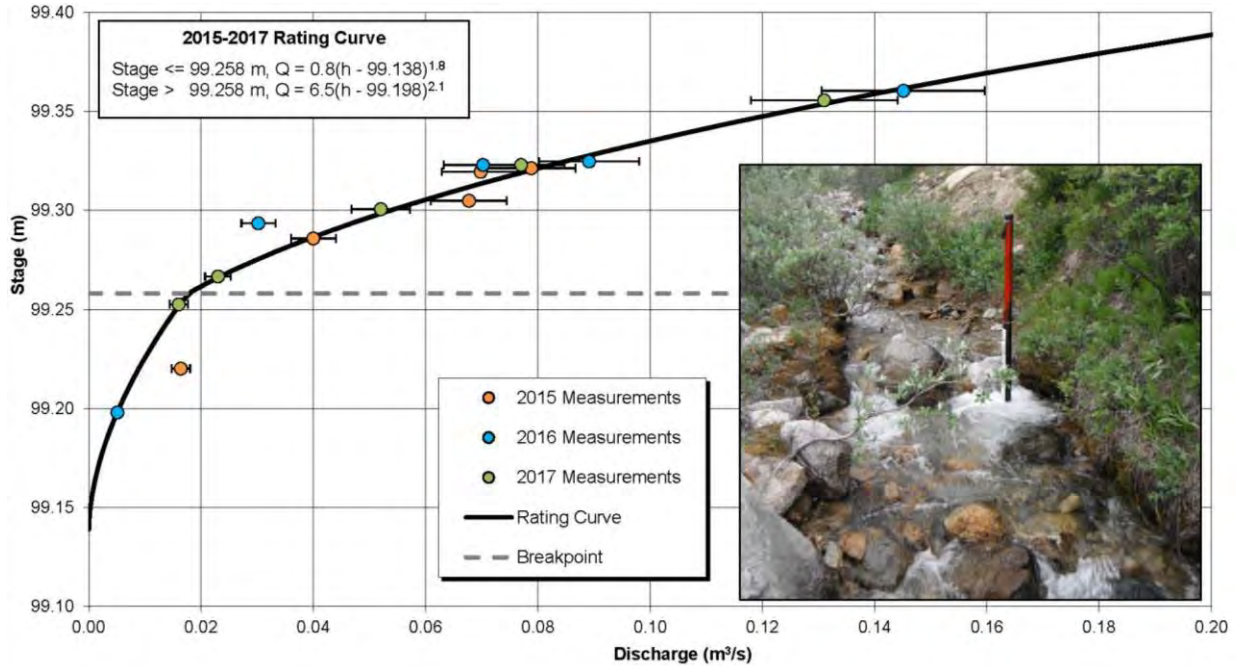 99.40
99.35
99.30
99.25
99.20
99.15
99.10
Stage (m)
2015-2017 Rating Curve
Stage <= 99.258 m, Q = 0.8(h - 99.138)^1.8
Stage > 99.258 m, Q = 6.5(h - 99.198)^2.1
2015 Measurements
2016 Measurements
2017 Measurements
Rating Curve
Breakpoint
0.00 0.02 0.04 0.06 0.08 0.10 0.12 0.14 0.16 0.18 0.20
Discharge (m³/s)